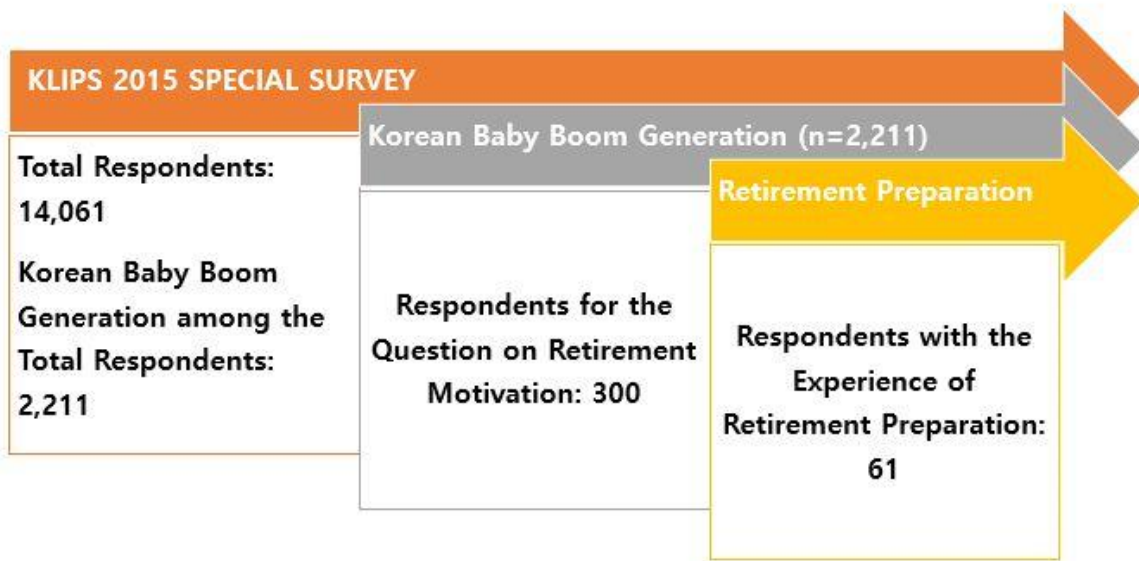 KLIPS 2015 SPECIAL SURVEY
Total Respondents:
14,061
Korean Baby Boom
Generation among the
Total Respondents:
2,211
Korean Baby Boom Generation (n=2,211)
Respondents for the
Question on Retirement
Motivation: 300
Retirement Preparation
Respondents with the
Experience of
Retirement Preparation:
61